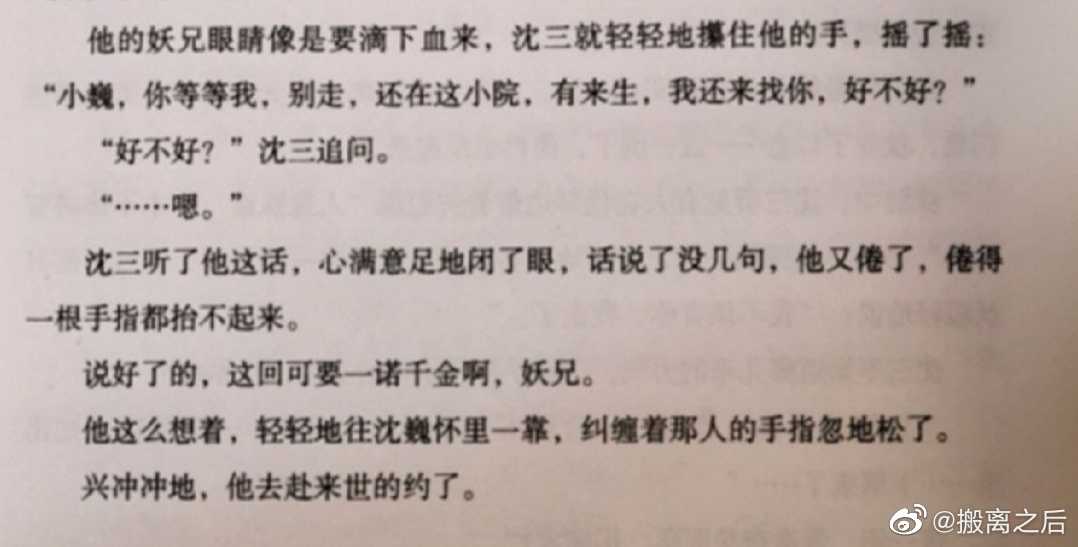 他的妖兄眼睛像是要滴下血来，沈三就轻轻地攥住他的手，摇了摇：
“小巍，你等等我，别走，还在这小院，有来生，我还来找你，好不好？”
“好不好？”沈三追问。
“……嗯。”
沈三听了他这话，心满意足地闭了眼，话说了没几句，他又倦了，倦得
一根手指都抬不起来。
说好了的，这回可要一诺千金啊，妖兄。
他这么想着，轻轻地往沈巍怀里一靠，纠缠着那人的手指忽地松了。
兴冲冲地，他去赴来世的约了。
@搬离之后